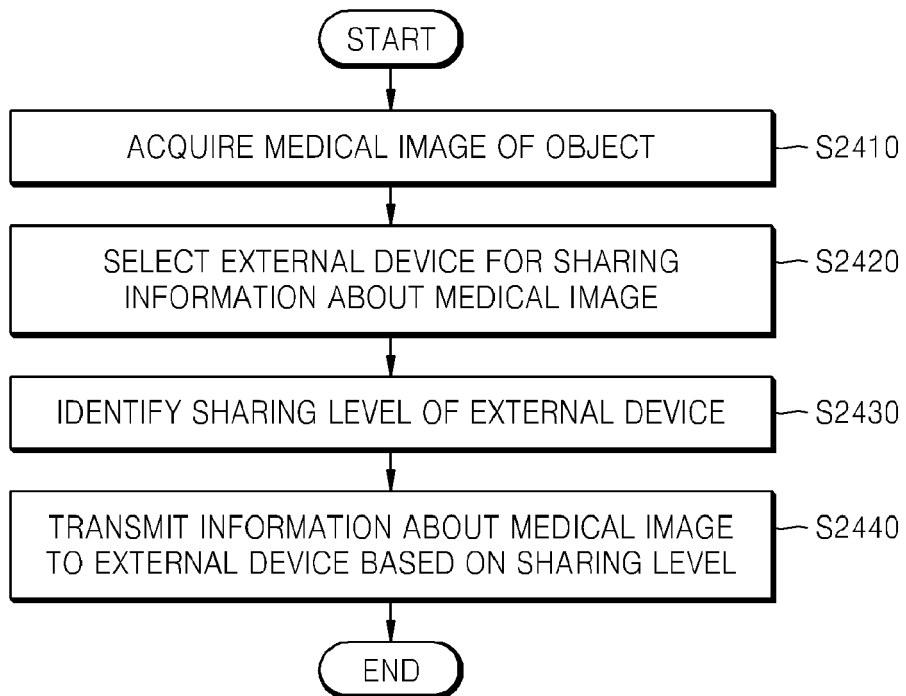 START
ACQUIRE MEDICAL IMAGE OF OBJECT
S2410
SELECT EXTERNAL DEVICE FOR SHARING
INFORMATION ABOUT MEDICAL IMAGE
S2420
IDENTIFY SHARING LEVEL OF EXTERNAL DEVICE
S2430
TRANSMIT INFORMATION ABOUT MEDICAL IMAGE
TO EXTERNAL DEVICE BASED ON SHARING LEVEL
S2440
END